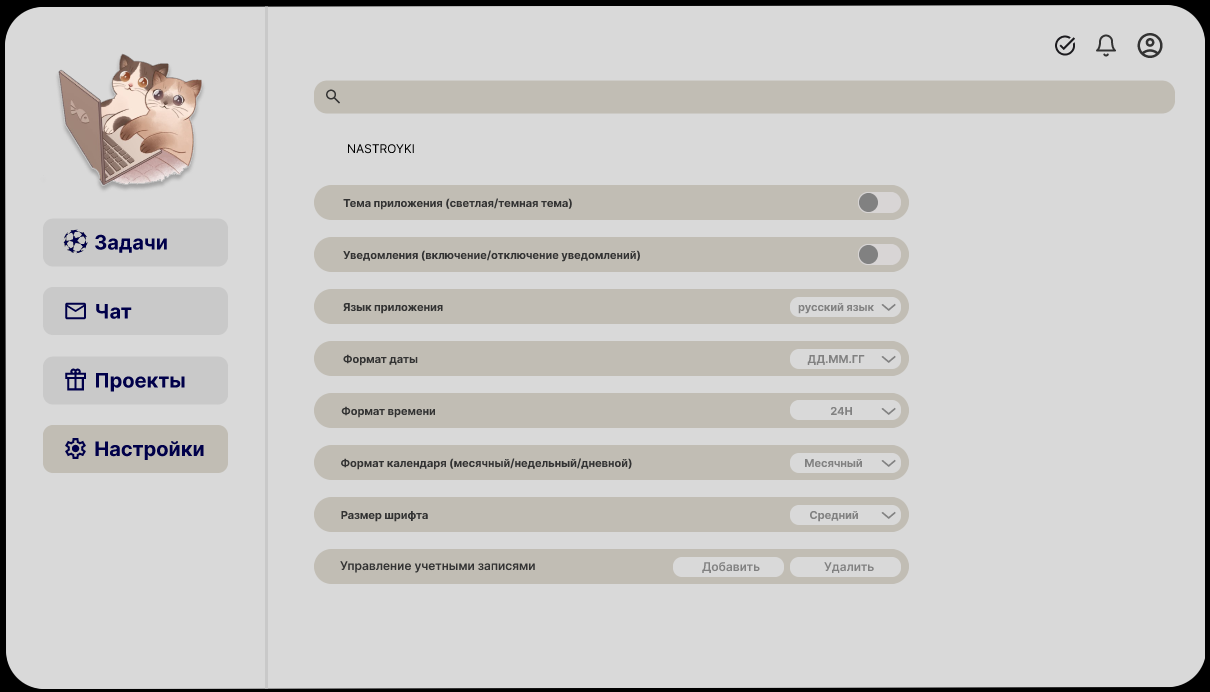 Задачи
Чат
Проекты
Настройки
NASTROYKI
Тема приложения (светлая/темная тема)
Уведомления (включение/отключение уведомлений)
Язык приложения русский язык
Формат даты ДД.ММ.ГГ
Формат времени 24H
Формат календаря (месячный/недельный/дневной) Месячный
Размер шрифта Средний
Управление учетными записями Добавить Удалить